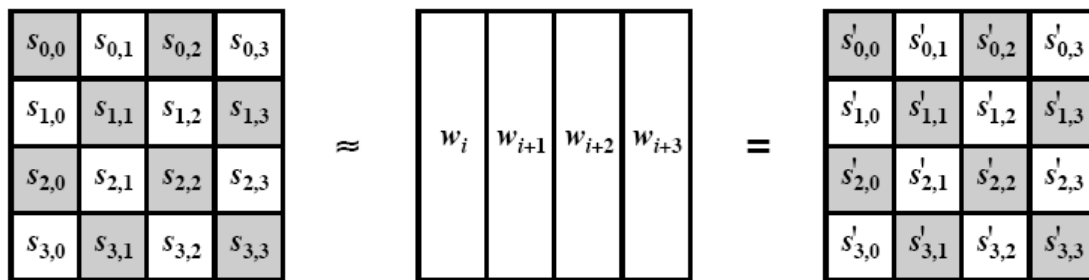 s0,0 s0,1 s0,2 s0,3 s'0,0 s'0,1 s'0,2 s'0,3
s1,0 s1,1 s1,2 s1,3 s'1,0 s'1,1 s'1,2 s'1,3
≈ wi wi+1 wi+2 wi+3 =
s2,0 s2,1 s2,2 s2,3 s'2,0 s'2,1 s'2,2 s'2,3
s3,0 s3,1 s3,2 s3,3 s'3,0 s'3,1 s'3,2 s'3,3